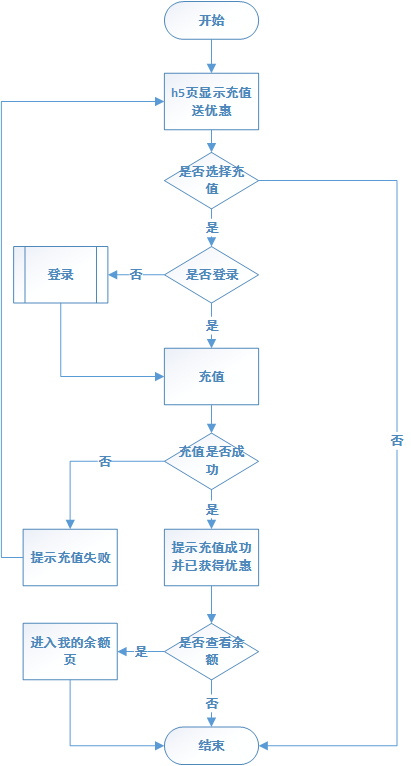 开始
h5页显示充值
送优惠
是否选择充
值
是
登录
否
是否登录
是
充值
否
充值是否成
功
否
是
提示充值失败
提示充值成功
并已获得优惠
进入我的余额
页
是
是否查看余
额
否
结束